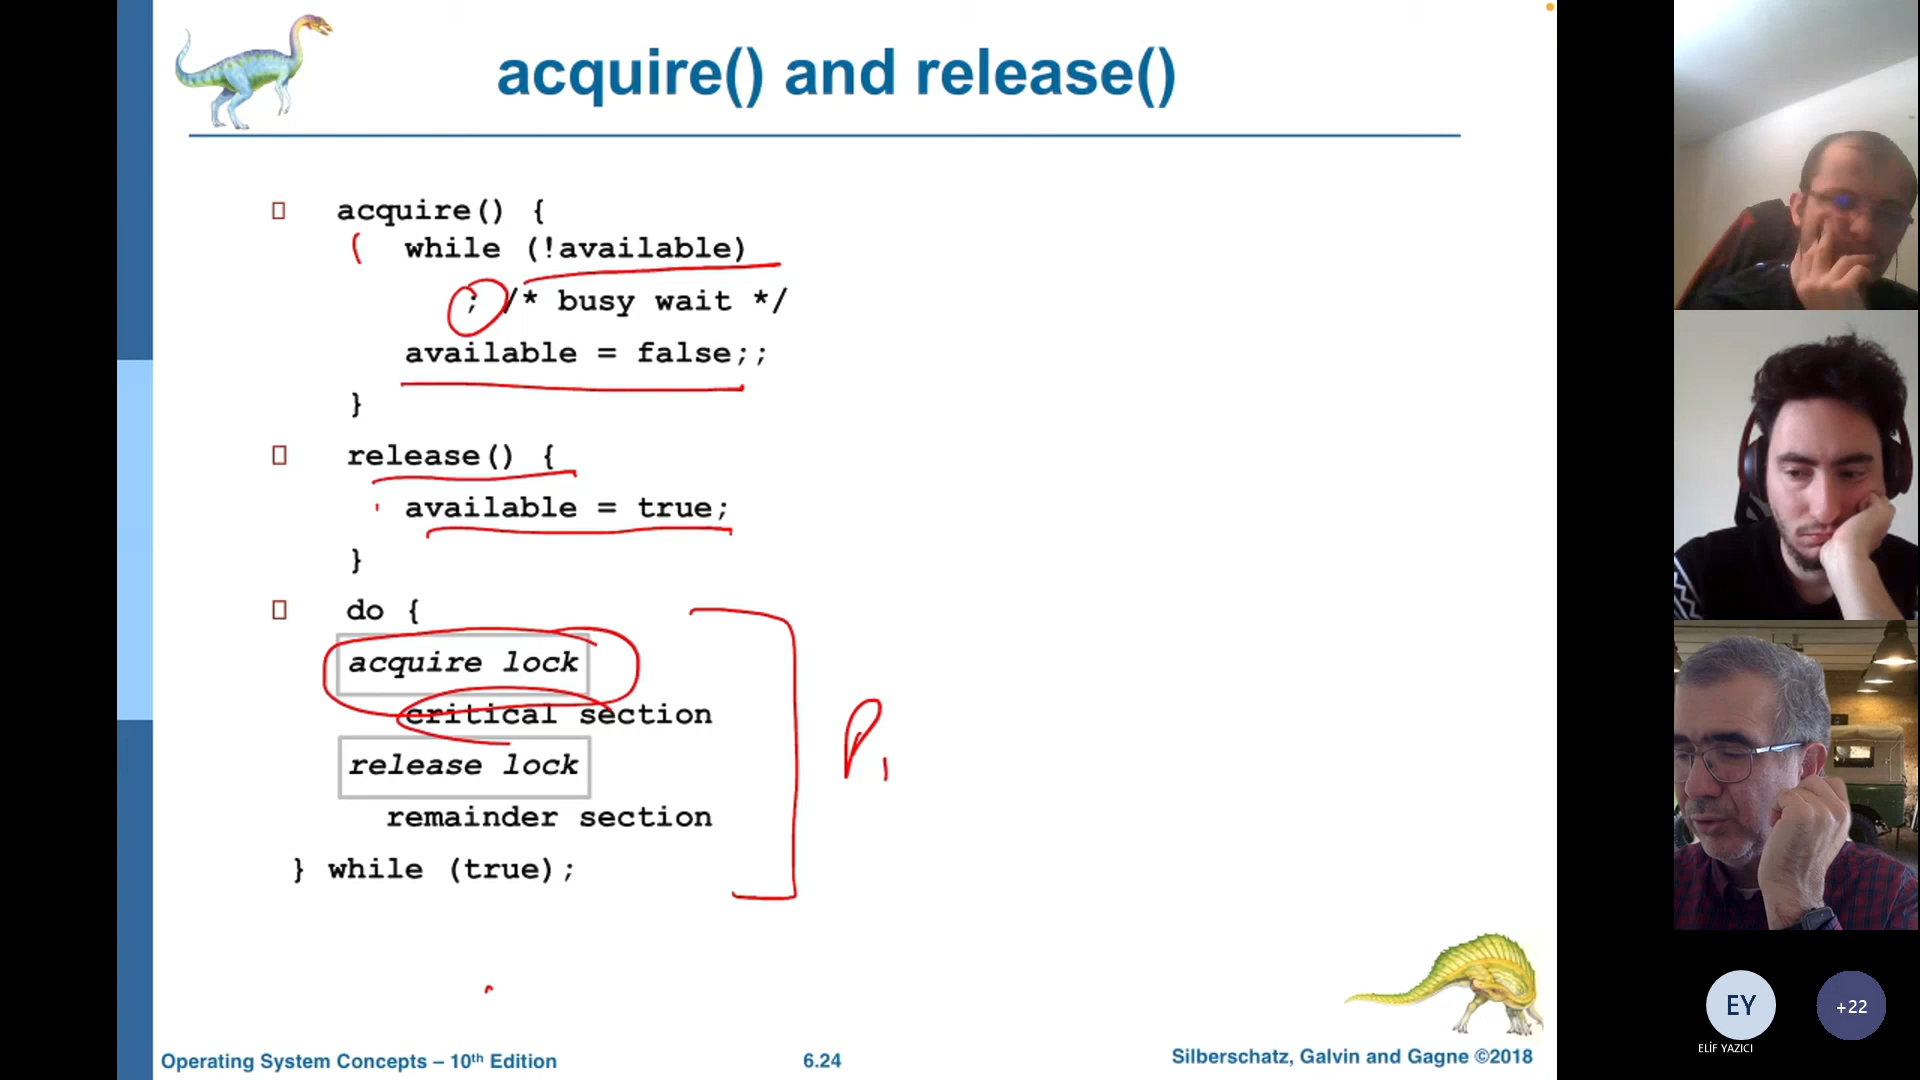 acquire() and release()
acquire() {
while (!available)
; /* busy wait */
available = false;;
}
release() {
available = true;
}
do {
acquire lock
critical section
release lock
remainder section
} while (true);
P1
Operating System Concepts – 10th Edition
6.24
Silberschatz, Galvin and Gagne ©2018
EY
+22
ELİF YAZICI